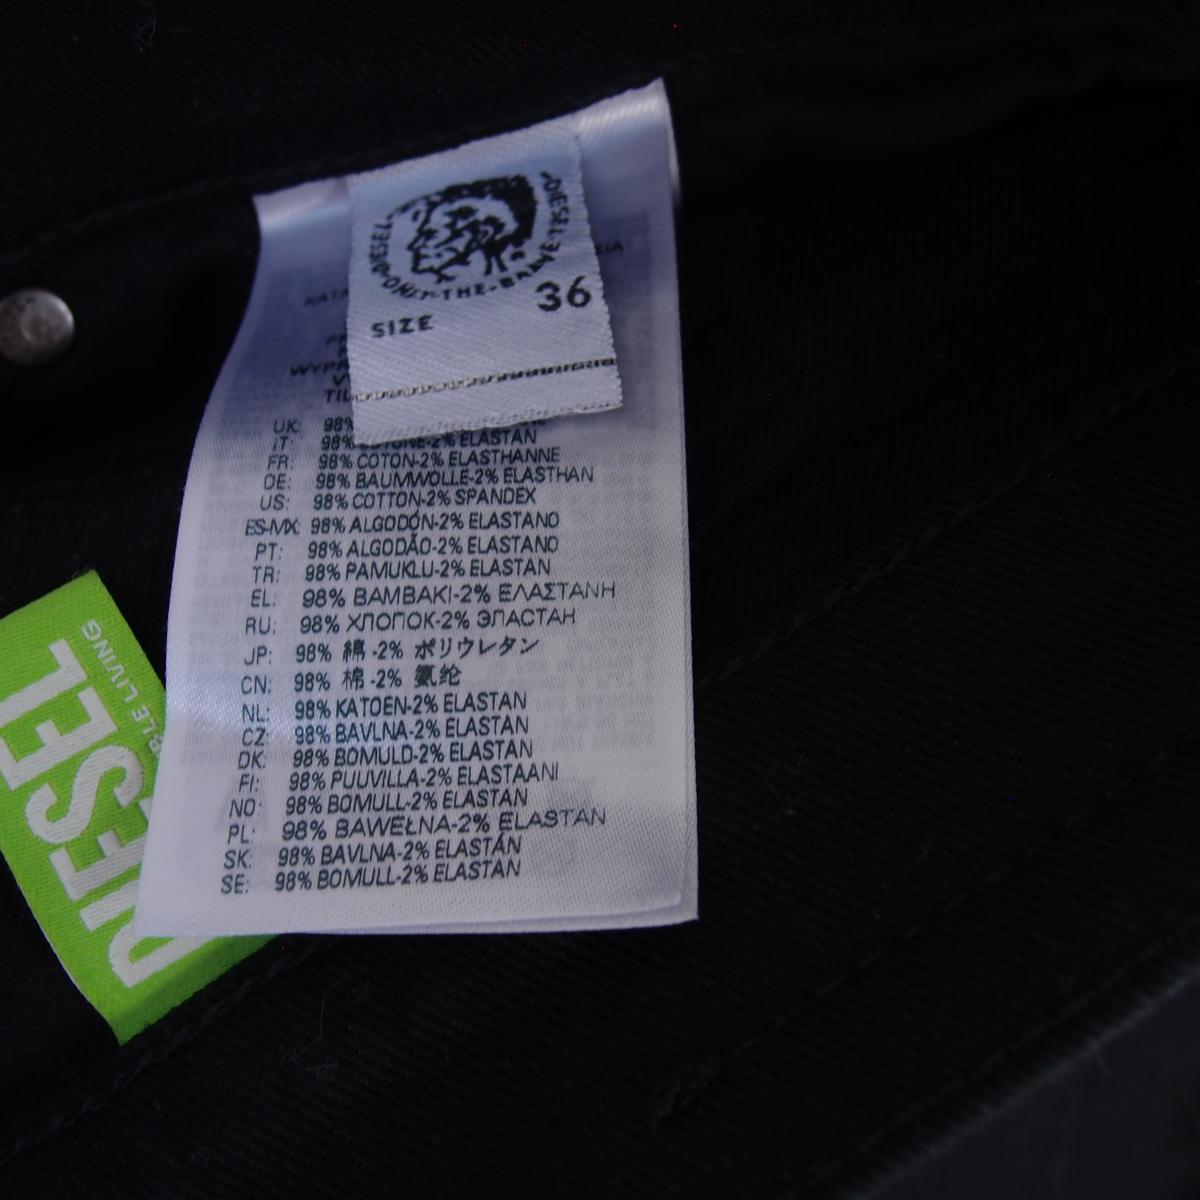 DIESEL
ONLY-THE-BRAVE
SIZE 36
UK: 98%
IT: 98% COTONE-2% ELASTAN
FR: 98% COTON-2% ELASTHANNE
DE: 98% BAUMWOLLE-2% ELASTHAN
US: 98% COTTON-2% SPANDEX
ES-MX: 98% ALGODÓN-2% ELASTANO
PT: 98% ALGODÃO-2% ELASTANO
TR: 98% PAMUKLU-2% ELASTAN
EL: 98% ΒΑΜΒΑΚΙ-2% ΕΛΑΣΤΑΝΗ
RU: 98% ХЛОПОК-2% ЭЛАСТАН
JP: 98% 綿 -2% ポリウレタン
CN: 98% 棉 -2% 氨纶
NL: 98% KATOEN-2% ELASTAN
CZ: 98% BAVLNA-2% ELASTAN
DK: 98% BOMULD-2% ELASTAN
FI: 98% PUUVILLA-2% ELASTAANI
NO: 98% BOMULL-2% ELASTAN
PL: 98% BAWEŁNA-2% ELASTAN
SK: 98% BAVLNA-2% ELASTÁN
SE: 98% BOMULL-2% ELASTAN
DIESEL
LIVING